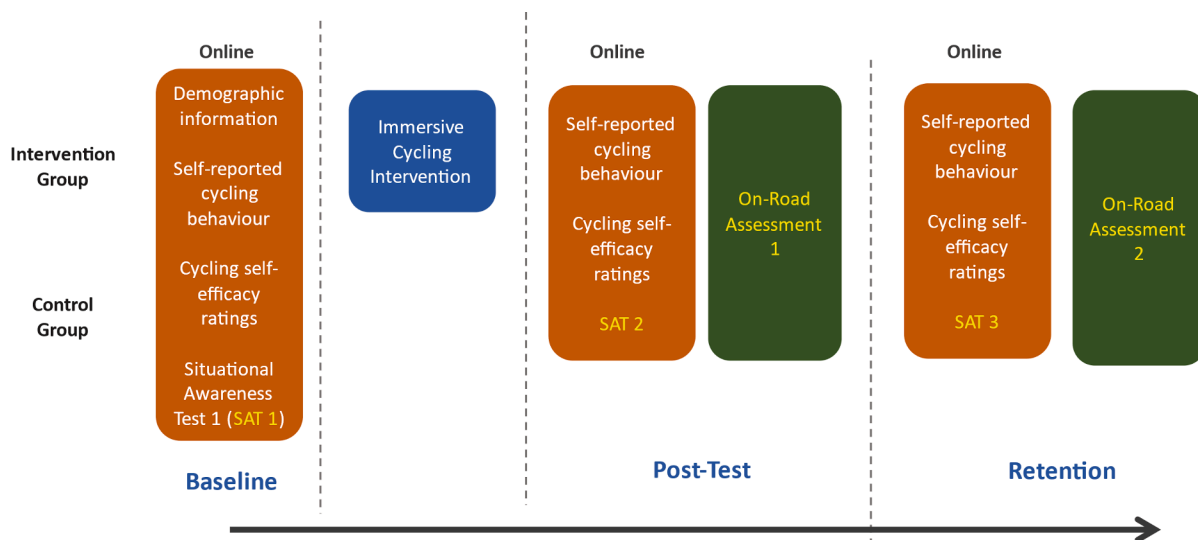 Online
Demographic
information
Self-reported
cycling
behaviour
Cycling self-
efficacy
ratings
Situational
Awareness
Test 1 (SAT 1)
Intervention
Group
Control
Group
Immersive
Cycling
Intervention
Online
Self-reported
cycling
behaviour
Cycling self-
efficacy
ratings
SAT 2
On-Road
Assessment
1
Online
Self-reported
cycling
behaviour
Cycling self-
efficacy
ratings
SAT 3
On-Road
Assessment
2
Baseline
Post-Test
Retention